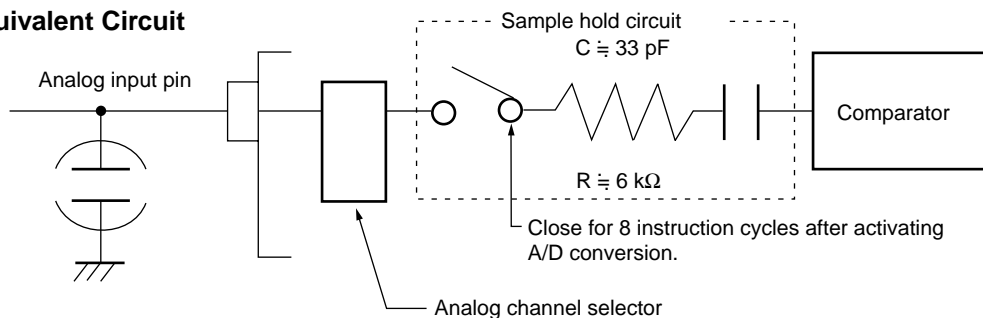 uivalent Circuit
Sample hold circuit
C ≒ 33 pF
Analog input pin
Comparator
R ≒ 6 kΩ
Close for 8 instruction cycles after activating
A/D conversion.
Analog channel selector